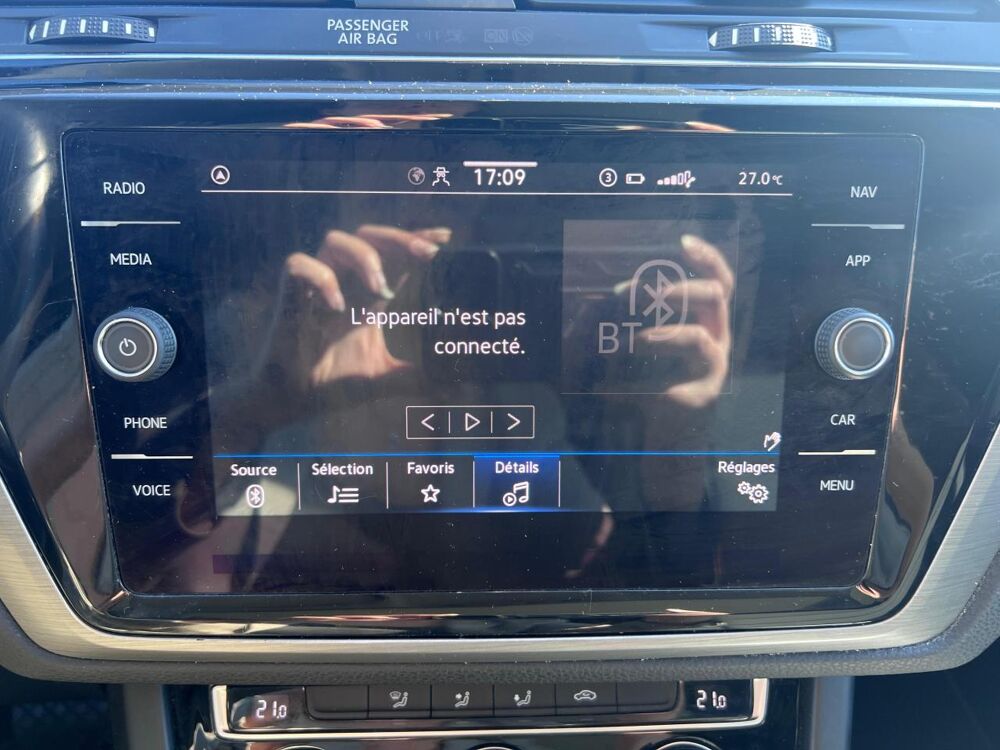 PASSENGER
AIR BAG
RADIO
MEDIA
PHONE
VOICE
NAV
APP
CAR
MENU
17:09
3
27.0°C
L'appareil n'est pas
connecté.
BT
Source
Sélection
Favoris
Détails
Réglages
21.0
21.0